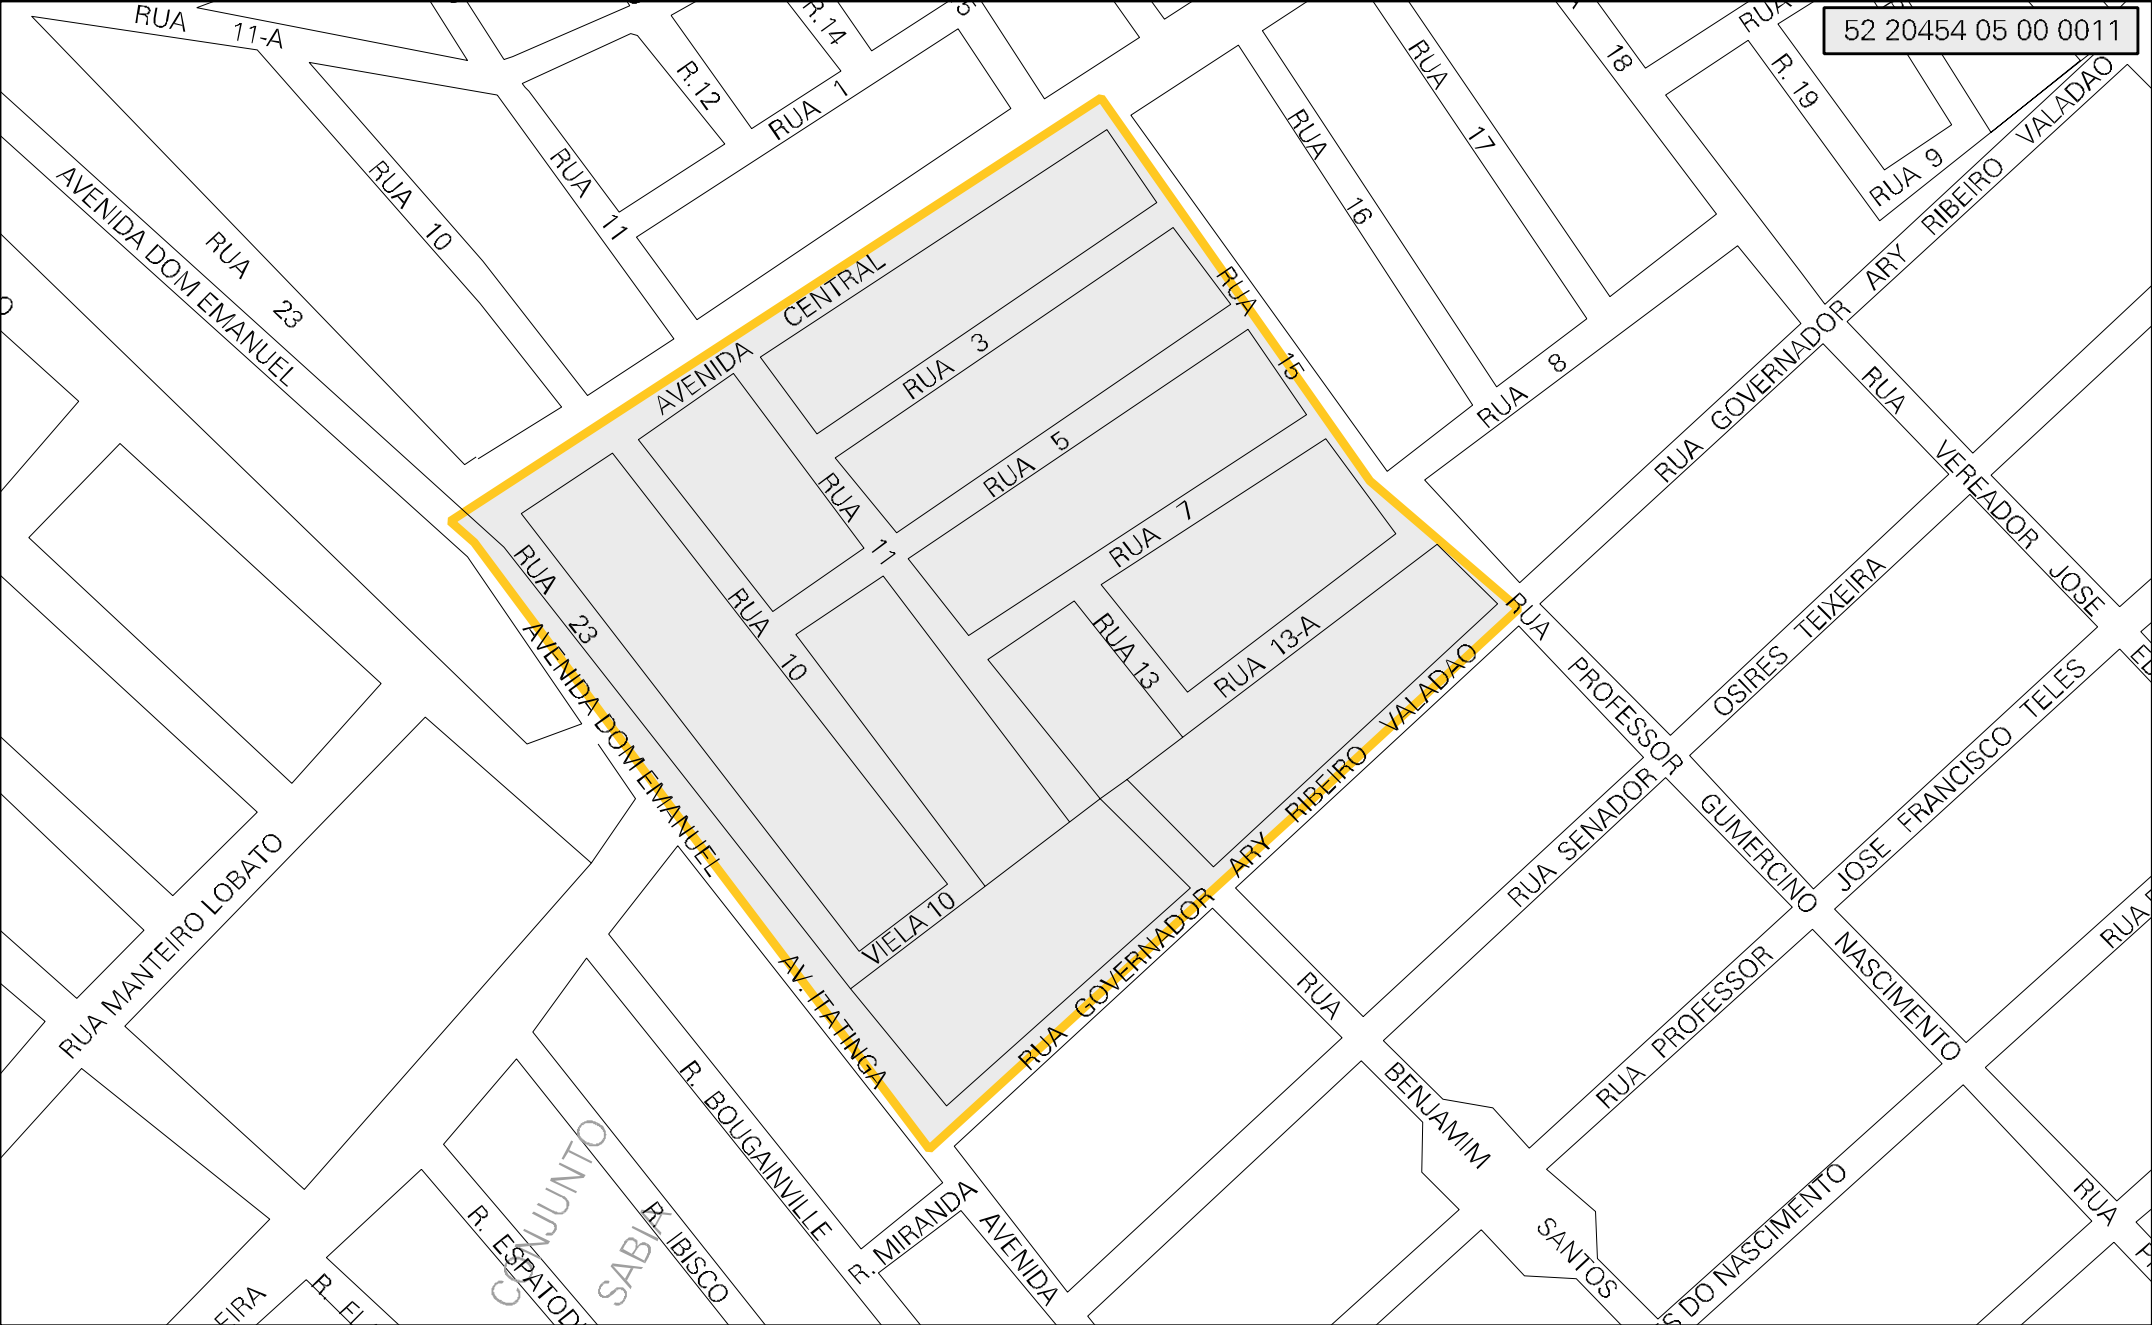 52 20454 05 00 0011
RUA 11-A
R.12
R.14
5
RUA 1
RUA 17
18
R. 19
RUA
RUA 9
RUA 11
RUA 10
RUA 23
AVENIDA DOM EMANUEL
RUA 16
AVENIDA CENTRAL
RUA 3
RUA 15
RUA 8
RUA GOVERNADOR ARY RIBEIRO VALADAO
RUA VEREADOR JOSE
RUA 5
RUA 11
RUA 7
RUA 23
RUA 10
RUA 13
RUA 13-A
AVENIDA DOM EMANUEL
RUA PROFESSOR GUMERCINO NASCIMENTO
RUA SENADOR OSIRES TEIXEIRA
RUA PROFESSOR JOSE FRANCISCO TELES
RUA
RUA MANTEIRO LOBATO
VIELA 10
AV. ITATINGA
RUA GOVERNADOR ARY RIBEIRO VALADAO
RUA BENJAMIM SANTOS
R. BOUGAINVILLE
CONJUNTO
SABIA
R. IBISCO
R. MIRANDA
AVENIDA
S DO NASCIMENTO
RUA
EIRA